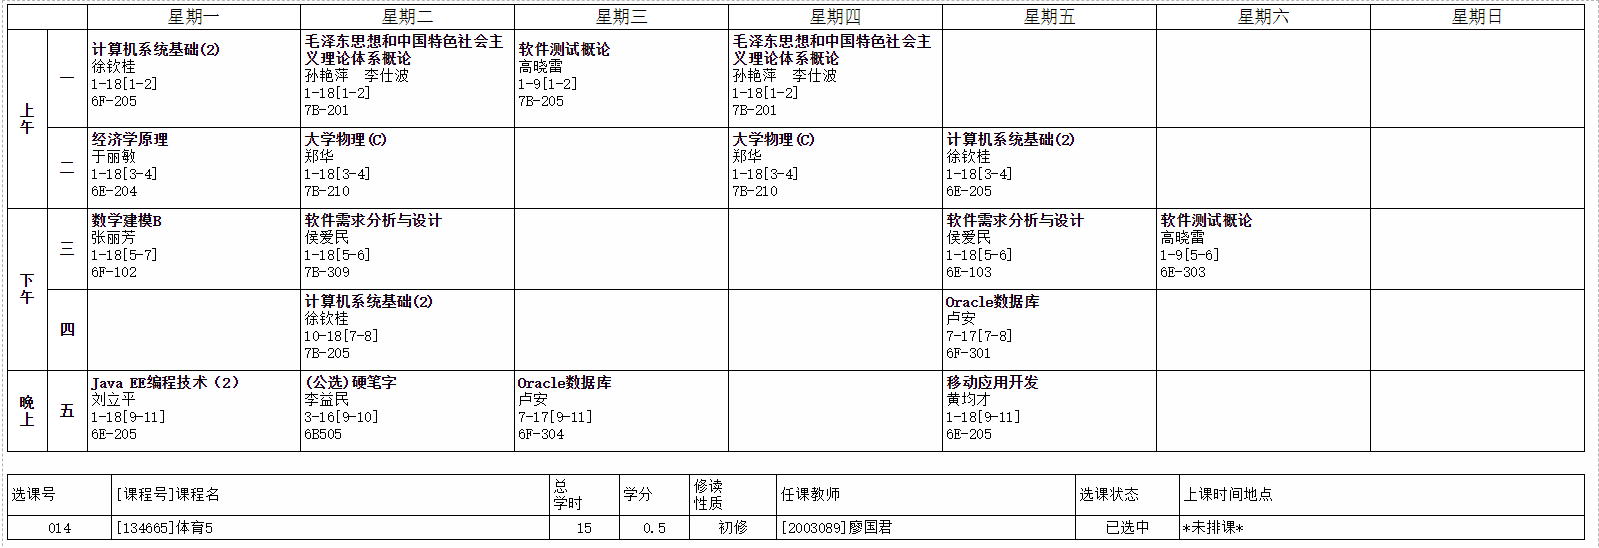 星期一 星期二 星期三 星期四 星期五 星期六 星期日
上午
一
计算机系统基础(2)
徐钦桂
1-18[1-2]
6F-205
毛泽东思想和中国特色社会主
义理论体系概论
孙艳萍 李仕波
1-18[1-2]
7B-201
软件测试概论
高晓雷
1-9[1-2]
7B-205
毛泽东思想和中国特色社会主
义理论体系概论
孙艳萍 李仕波
1-18[1-2]
7B-201
二
经济学原理
于丽敏
1-18[3-4]
6E-204
大学物理(C)
郑华
1-18[3-4]
7B-210
大学物理(C)
郑华
1-18[3-4]
7B-210
计算机系统基础(2)
徐钦桂
1-18[3-4]
6E-205
下午
三
数学建模B
张丽芳
1-18[5-7]
6F-102
软件需求分析与设计
侯爱民
1-18[5-6]
7B-309
软件需求分析与设计
侯爱民
1-18[5-6]
6E-103
软件测试概论
高晓雷
1-9[5-6]
6E-303
四
计算机系统基础(2)
徐钦桂
10-18[7-8]
7B-205
Oracle数据库
卢安
7-17[7-8]
6F-301
晚上
五
Java EE编程技术（2）
刘立平
1-18[9-11]
6E-205
(公选)硬笔字
李益民
3-16[9-10]
6B505
Oracle数据库
卢安
7-17[9-11]
6F-304
移动应用开发
黄均才
1-18[9-11]
6E-205
选课号 [课程号]课程名 总学时 学分 修读性质 任课教师 选课状态 上课时间地点
014 [134665]体育5 15 0.5 初修 [2003089]廖国君 已选中 *未排课*